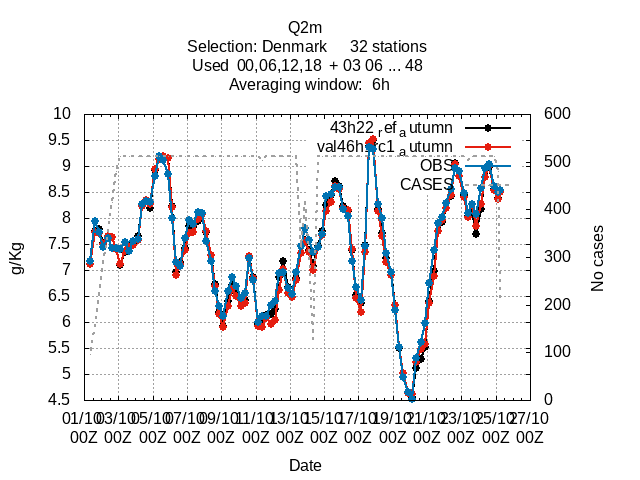 Q2m
Selection: Denmark 32 stations
Used 00,06,12,18 + 03 06 ... 48
Averaging window: 6h
10
9.5
9
8.5
8
7.5
7
6.5
6
5.5
5
4.5
g/Kg
600
500
400
300
200
100
0
No cases
43h22 ref a utumn
OBS
CASES
01/10 03/10 05/10 07/10 09/10 11/10 13/10 15/10 17/10 19/10 21/10 23/10 25/10 27/10
00Z 00Z 00Z 00Z 00Z 00Z 00Z 00Z 00Z 00Z 00Z 00Z 00Z 00Z
Date